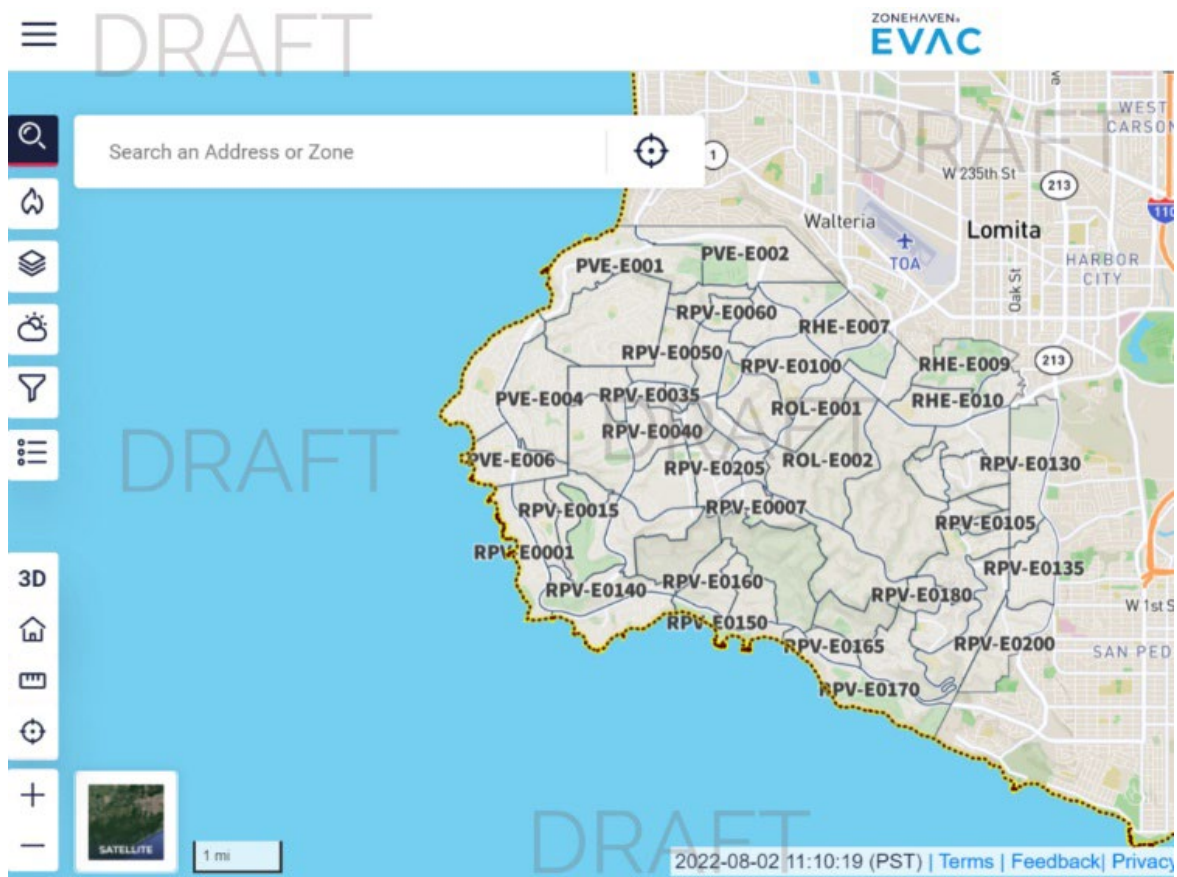 DRAFT
ZONEHAVEN
EVAC
WEST
CARSON
Search an Address or Zone
1
DRAFT
W 235th St
213
110
Walteria
Lomita
TOA
HARBOR
CITY
Oak St
PVE-E001
PVE-E002
RPV-E0060
RHE-E007
RPV-E0050
RPV-E0100
RHE-E009
213
PVE-E004
RPV-E0035
ROL-E001
RHE-E010
DRAFT
DRAFT
RPV-E0040
PVE-E006
RPV-E0205
ROL-E002
RPV-E0130
RPV-E0015
RPV-E0007
RPV-E0105
RPV-E0001
RPV-E0135
3D
RPV-E0140
RPV-E0160
RPV-E0180
W 1st S
RPV-E0150
RPV-E0165
RPV-E0200
SAN PED
RPV-E0170
SATELLITE
1 mi
DRAFT
2022-08-02 11:10:19 (PST) | Terms | Feedback| Privacy